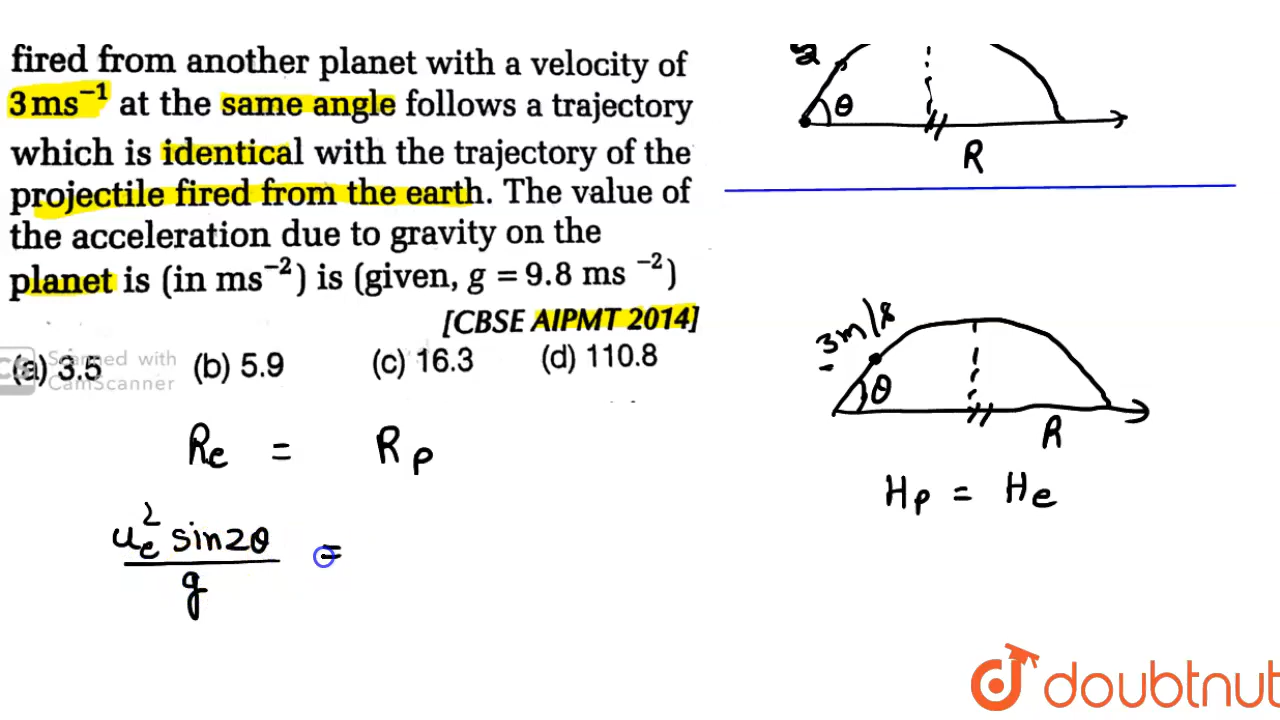 fired from another planet with a velocity of
3 ms⁻¹ at the same angle follows a trajectory
which is identical with the trajectory of the
projectile fired from the earth. The value of
the acceleration due to gravity on the
planet is (in ms⁻²) is (given, g = 9.8 ms ⁻²)
[CBSE AIPMT 2014]
(a) 3.5 (b) 5.9 (c) 16.3 (d) 110.8
Scanned with
CamScanner
CS
Re = Rp
ue² sin2θ =
g
θ
R
3m/s
θ
R
Hp = He
doubtnut